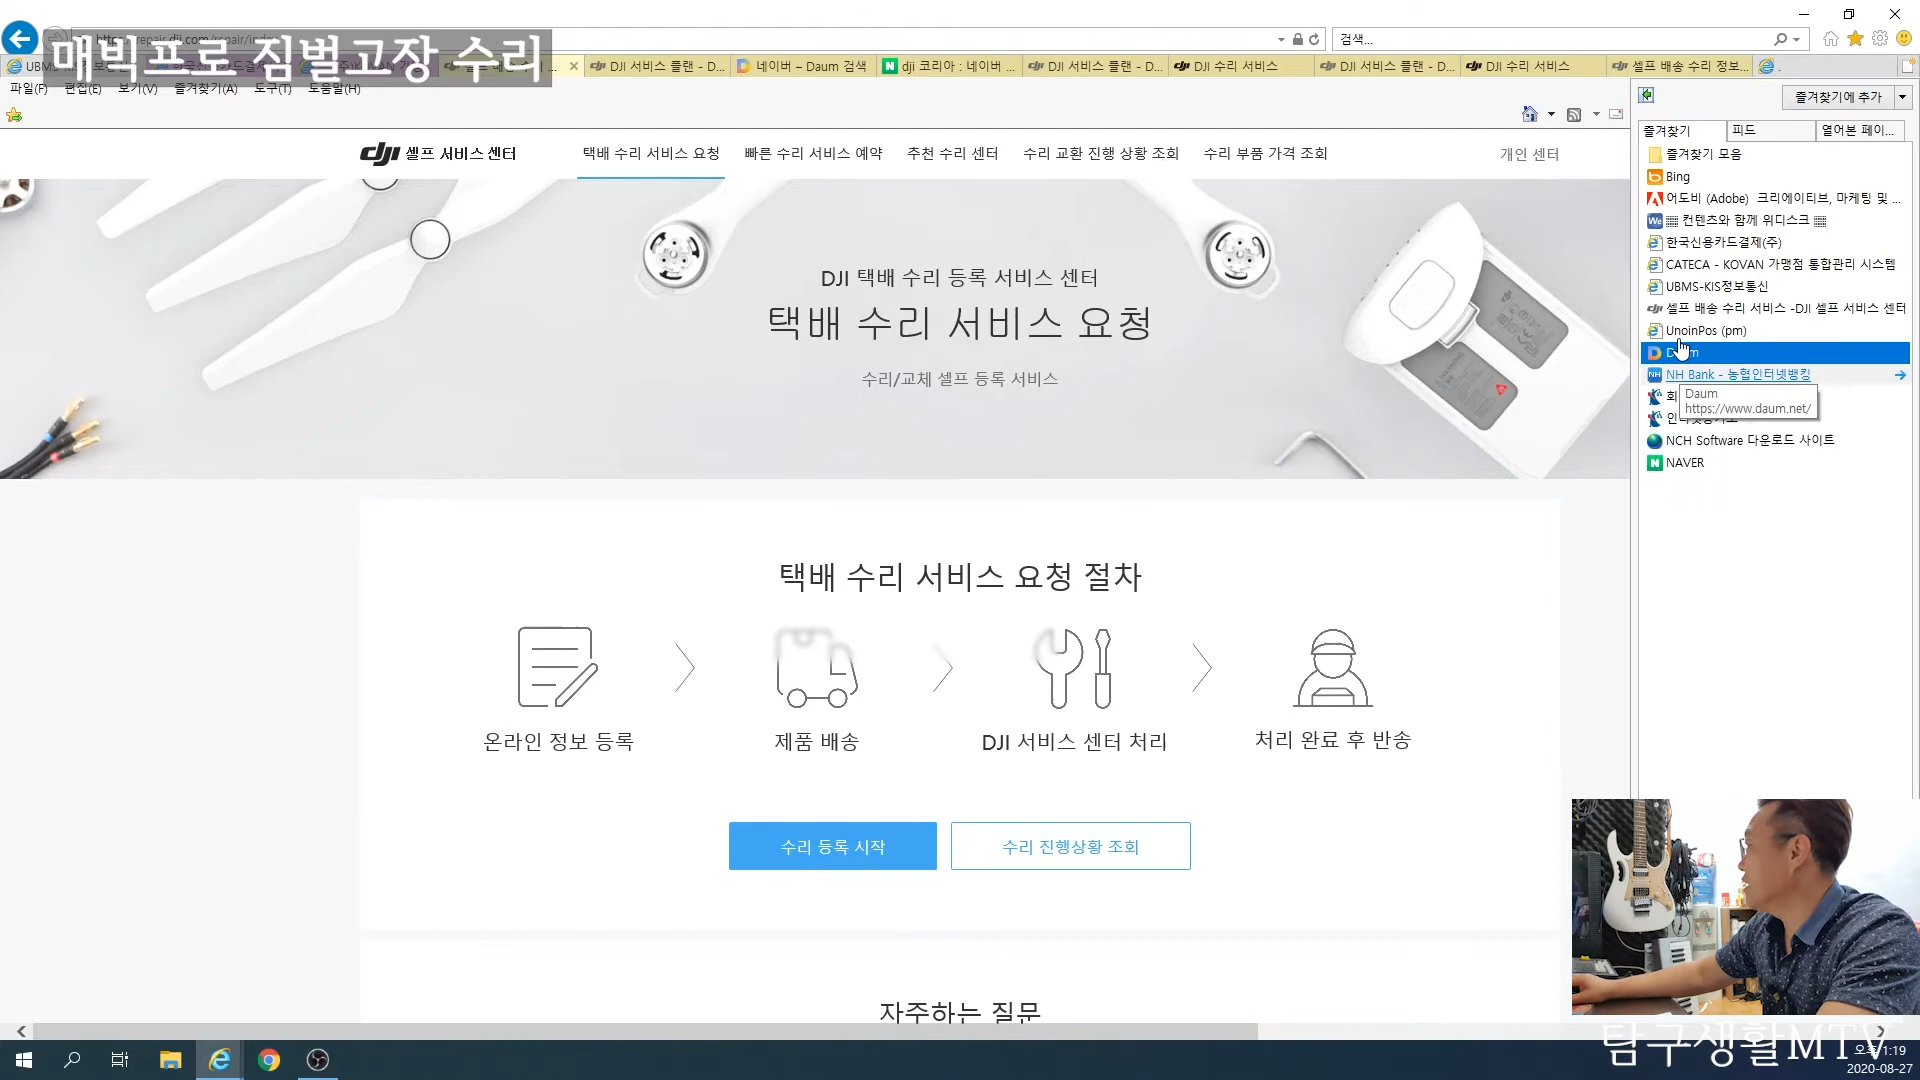 매빅프로 짐벌고장 수리
검색...
DJI 서비스 플랜 - D...
네이버 – Daum 검색
dji 코리아 : 네이버 ...
DJI 서비스 플랜 - D...
DJI 수리 서비스
DJI 서비스 플랜 - D...
DJI 수리 서비스
셀프 배송 수리 정보...
파일(F) 편집(E) 보기(V) 즐겨찾기(A) 도구(T) 도움말(H)
즐겨찾기에 추가
즐겨찾기
피드
열어본 페이...
dji 셀프 서비스 센터
택배 수리 서비스 요청
빠른 수리 서비스 예약
추천 수리 센터
수리 교환 진행 상황 조회
수리 부품 가격 조회
개인 센터
즐겨찾기 모음
Bing
어도비 (Adobe) 크리에이티브, 마케팅 및 ...
▒ 컨텐츠와 함께 위디스크 ▒
한국신용카드결제(주)
CATECA - KOVAN 가맹점 통합관리 시스템
UBMS-KIS정보통신
셀프 배송 수리 서비스 -DJI 셀프 서비스 센터
UnoinPos (pm)
NH Bank - 농협인터넷뱅킹
Daum
https://www.daum.net/
NCH Software 다운로드 사이트
NAVER
DJI 택배 수리 등록 서비스 센터
택배 수리 서비스 요청
수리/교체 셀프 등록 서비스
택배 수리 서비스 요청 절차
온라인 정보 등록
제품 배송
DJI 서비스 센터 처리
처리 완료 후 반송
수리 등록 시작
수리 진행상황 조회
자주하는 질문
탐구생활MTV
1:19
2020-08-27